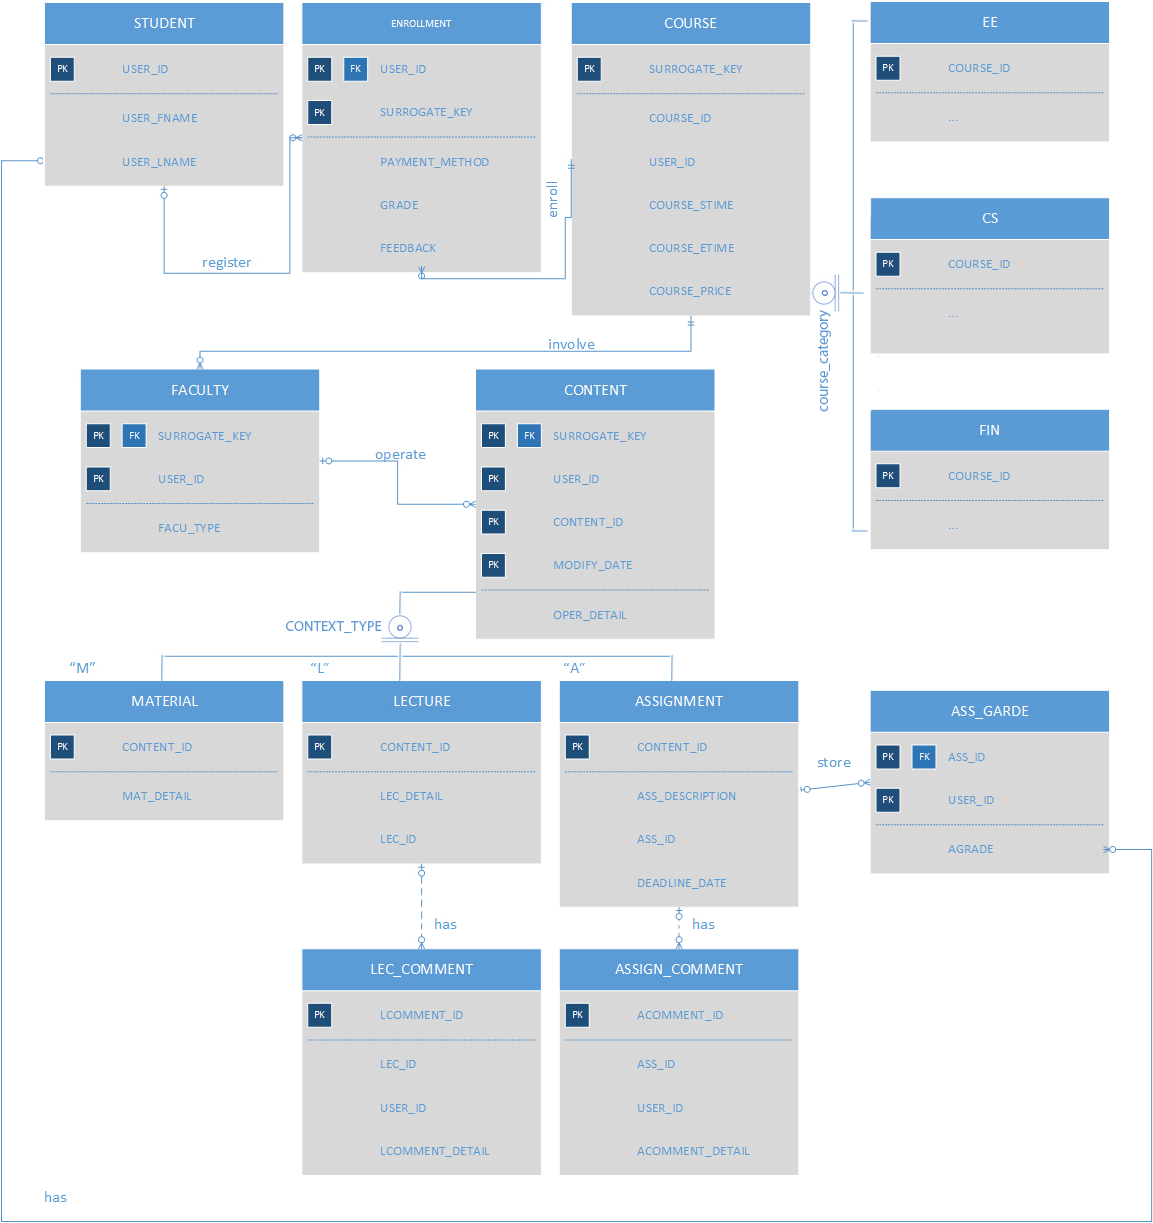 STUDENT
PK USER_ID
USER_FNAME
USER_LNAME
ENROLLMENT
PK FK USER_ID
PK SURROGATE_KEY
PAYMENT_METHOD
GRADE
FEEDBACK
COURSE
PK SURROGATE_KEY
COURSE_ID
USER_ID
COURSE_STIME
COURSE_ETIME
COURSE_PRICE
EE
PK COURSE_ID
...
CS
PK COURSE_ID
...
FIN
PK COURSE_ID
...
register
enroll
course_category
involve
FACULTY
PK FK SURROGATE_KEY
PK USER_ID
FACU_TYPE
operate
CONTENT
PK FK SURROGATE_KEY
PK USER_ID
PK CONTENT_ID
PK MODIFY_DATE
OPER_DETAIL
CONTEXT_TYPE
“M”
“L”
“A”
MATERIAL
PK CONTENT_ID
MAT_DETAIL
LECTURE
PK CONTENT_ID
LEC_DETAIL
LEC_ID
ASSIGNMENT
PK CONTENT_ID
ASS_DESCRIPTION
ASS_ID
DEADLINE_DATE
store
ASS_GARDE
PK FK ASS_ID
PK USER_ID
AGRADE
has
has
LEC_COMMENT
PK LCOMMENT_ID
LEC_ID
USER_ID
LCOMMENT_DETAIL
ASSIGN_COMMENT
PK ACOMMENT_ID
ASS_ID
USER_ID
ACOMMENT_DETAIL
has